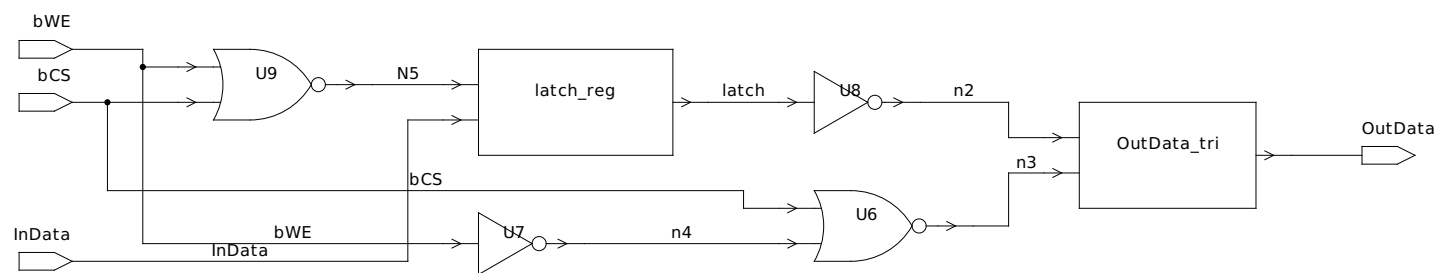 bWE
bCS
U9
N5
latch_reg
latch
U8
n2
OutData_tri
OutData
n3
bCS
U6
InData
InData
bWE
U7
n4